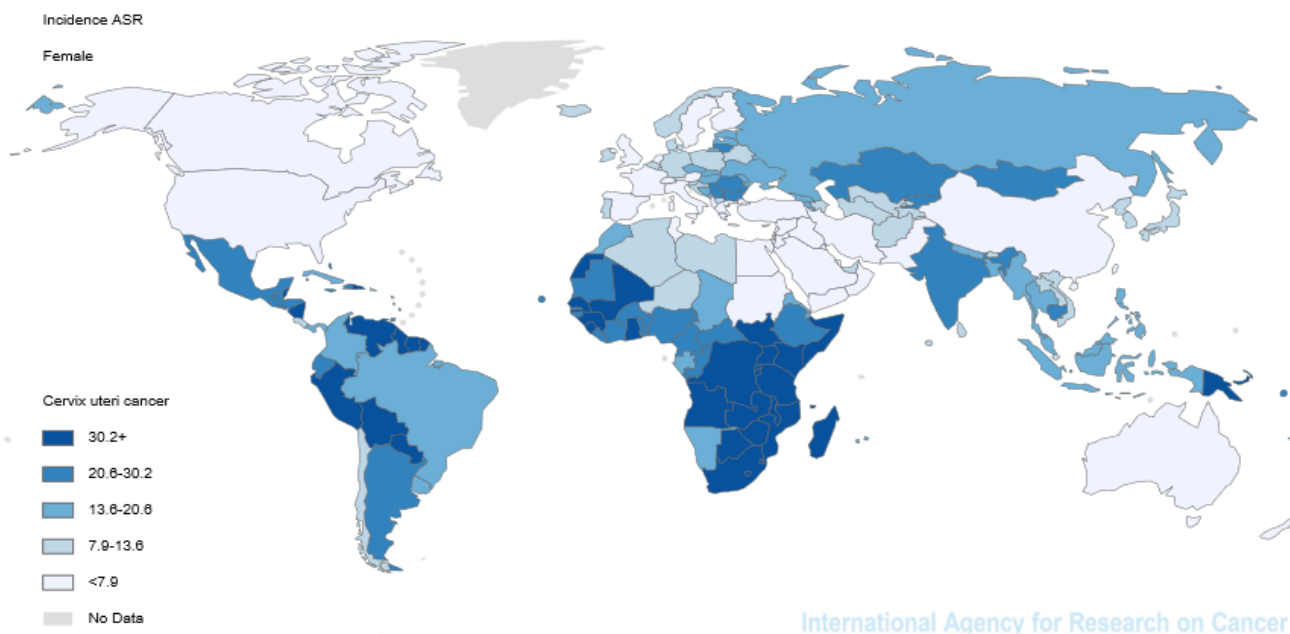 Incidence ASR
Female
Cervix uteri cancer
30.2+
20.6-30.2
13.6-20.6
7.9-13.6
<7.9
No Data
International Agency for Research on Cancer